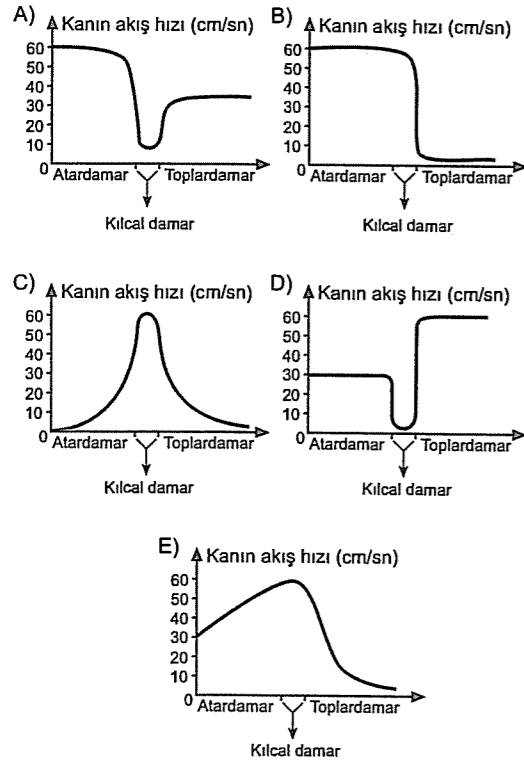 A) Kanın akış hızı (cm/sn)
60
50
40
30
20
10
0
Atardamar Toplardamar
Kılcal damar
B) Kanın akış hızı (cm/sn)
60
50
40
30
20
10
0
Atardamar Toplardamar
Kılcal damar
C) Kanın akış hızı (cm/sn)
60
50
40
30
20
10
0
Atardamar Toplardamar
Kılcal damar
D) Kanın akış hızı (cm/sn)
60
50
40
30
20
10
0
Atardamar Toplardamar
Kılcal damar
E) Kanın akış hızı (cm/sn)
60
50
40
30
20
10
0
Atardamar Toplardamar
Kılcal damar